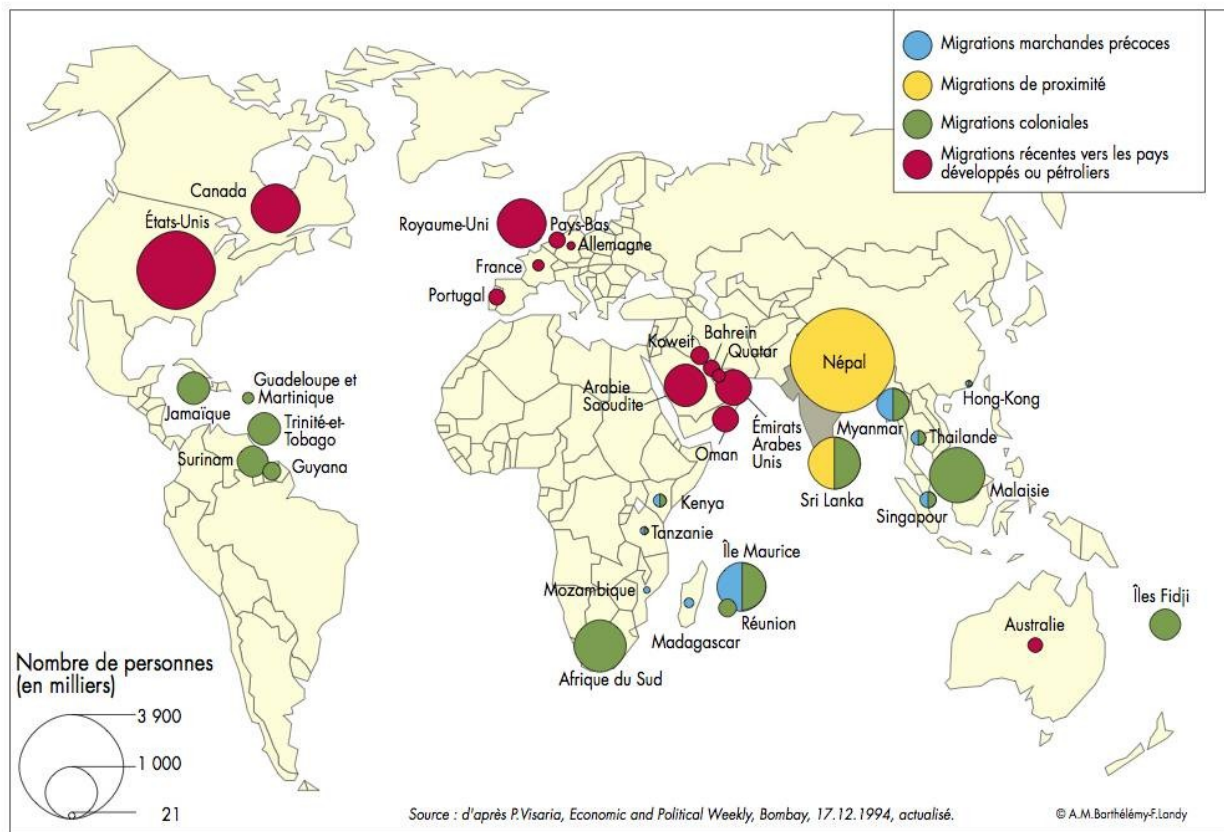 Migrations marchandes précoces
Migrations de proximité
Migrations coloniales
Migrations récentes vers les pays
développés ou pétroliers
Canada
États-Unis
Royaume-Uni
Pays-Bas
Allemagne
France
Portugal
Koweit
Bahrein
Quatar
Népal
Arabie
Saoudite
Émirats
Arabes
Unis
Oman
Hong-Kong
Myanmar
Thailande
Jamaïque
Guadeloupe et
Martinique
Trinité-et-
Tobago
Surinam
Guyana
Sri Lanka
Malaisie
Singapour
Kenya
Tanzanie
Île Maurice
Mozambique
Réunion
Madagascar
Afrique du Sud
Îles Fidji
Australie
Nombre de personnes
(en milliers)
3 900
1 000
21
Source : d'après P.Visaria, Economic and Political Weekly, Bombay, 17.12.1994, actualisé.
© A.M.Barthélémy-F.Landy